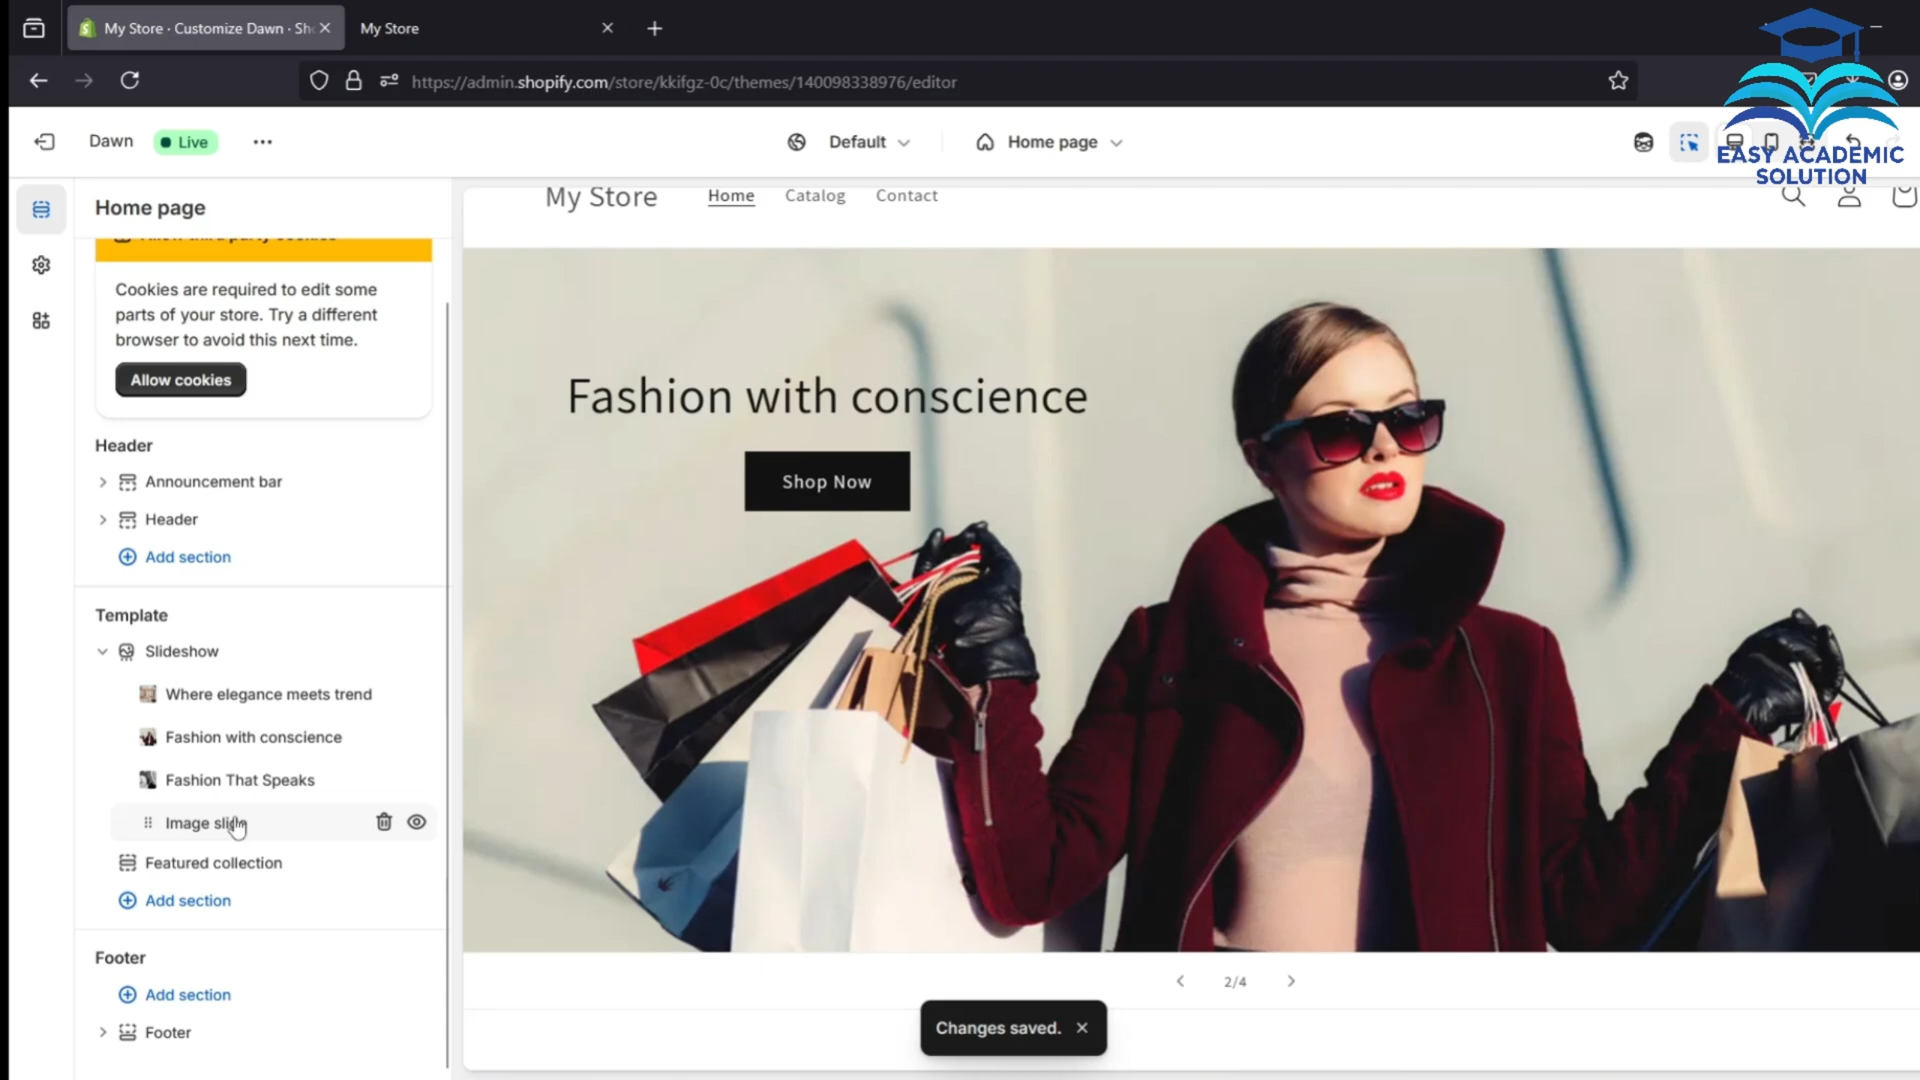 My Store · Customize Dawn · Sh
My Store
https://admin.shopify.com/store/kkifgz-0c/themes/140098338976/editor
EASY ACADEMIC
SOLUTION
Dawn
Live
Default
Home page
Home page
Allow third party cookies
Cookies are required to edit some
parts of your store. Try a different
browser to avoid this next time.
Allow cookies
Header
Announcement bar
Header
Add section
Template
Slideshow
Where elegance meets trend
Fashion with conscience
Fashion That Speaks
Image slide
Featured collection
Add section
Footer
Add section
Footer
My Store
Home
Catalog
Contact
Fashion with conscience
Shop Now
2/4
Changes saved.